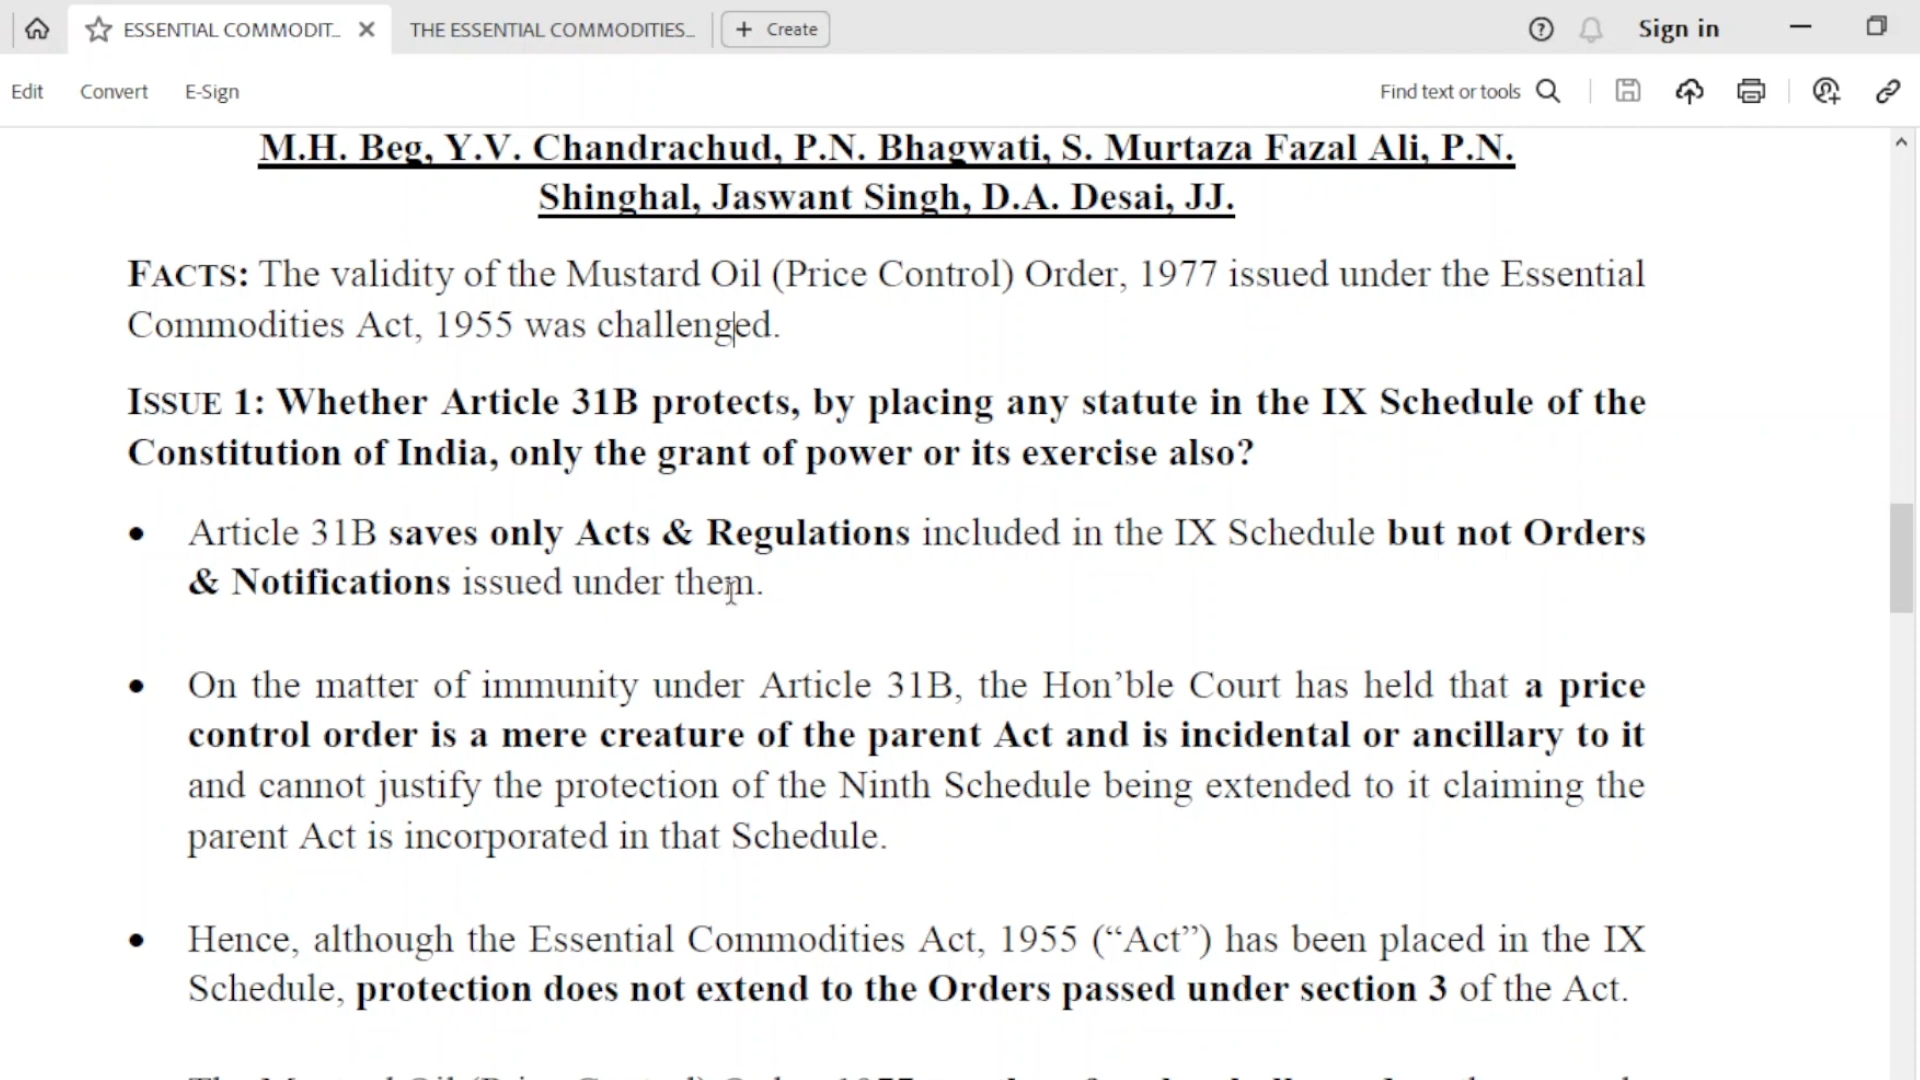 ESSENTIAL COMMODIT...
THE ESSENTIAL COMMODITIES...
Create
Sign in
Edit
Convert
E-Sign
Find text or tools
M.H. Beg, Y.V. Chandrachud, P.N. Bhagwati, S. Murtaza Fazal Ali, P.N.
Shinghal, Jaswant Singh, D.A. Desai, JJ.
FACTS: The validity of the Mustard Oil (Price Control) Order, 1977 issued under the Essential
Commodities Act, 1955 was challenged.
ISSUE 1: Whether Article 31B protects, by placing any statute in the IX Schedule of the
Constitution of India, only the grant of power or its exercise also?
• Article 31B saves only Acts & Regulations included in the IX Schedule but not Orders
& Notifications issued under them.
• On the matter of immunity under Article 31B, the Hon’ble Court has held that a price
control order is a mere creature of the parent Act and is incidental or ancillary to it
and cannot justify the protection of the Ninth Schedule being extended to it claiming the
parent Act is incorporated in that Schedule.
• Hence, although the Essential Commodities Act, 1955 (“Act”) has been placed in the IX
Schedule, protection does not extend to the Orders passed under section 3 of the Act.